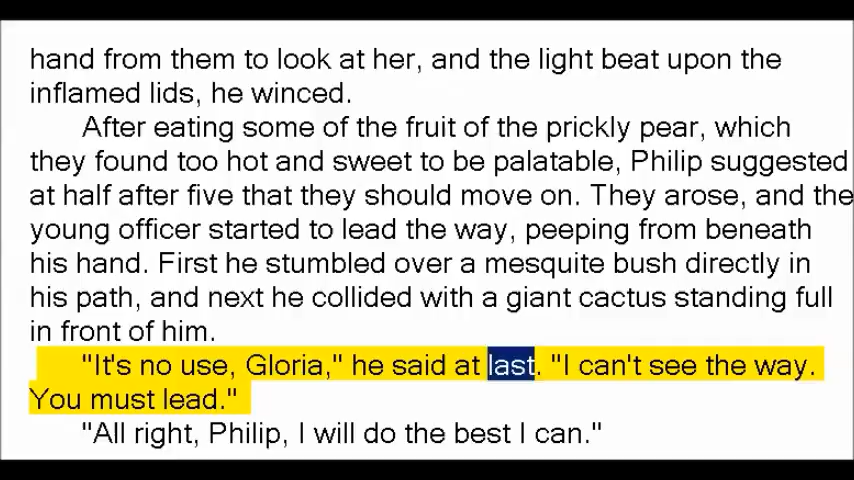 hand from them to look at her, and the light beat upon the
inflamed lids, he winced.
After eating some of the fruit of the prickly pear, which
they found too hot and sweet to be palatable, Philip suggested
at half after five that they should move on. They arose, and the
young officer started to lead the way, peeping from beneath
his hand. First he stumbled over a mesquite bush directly in
his path, and next he collided with a giant cactus standing full
in front of him.
"It's no use, Gloria," he said at last. "I can't see the way.
You must lead."
"All right, Philip, I will do the best I can."